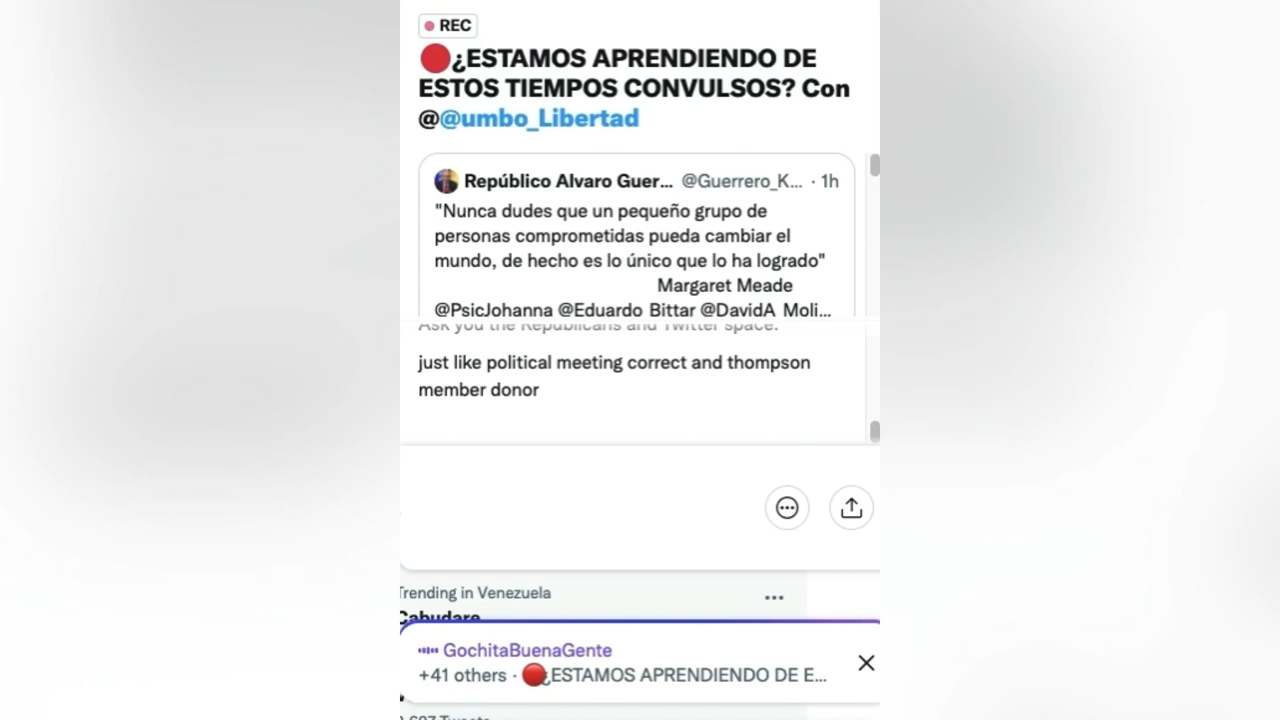 REC
🔴¿ESTAMOS APRENDIENDO DE
ESTOS TIEMPOS CONVULSOS? Con
@@umbo_Libertad
Repúblico Alvaro Guer... @Guerrero_K... · 1h
"Nunca dudes que un pequeño grupo de
personas comprometidas pueda cambiar el
mundo, de hecho es lo único que lo ha logrado"
Margaret Meade
@PsicJohanna @Eduardo_Bittar @DavidA_Moli...
Ask you the Republicans and Twitter space.
just like political meeting correct and thompson
member donor
Trending in Venezuela
Cabudare
GochitaBuenaGente
+41 others · 🔴¿ESTAMOS APRENDIENDO DE E...
Tweets